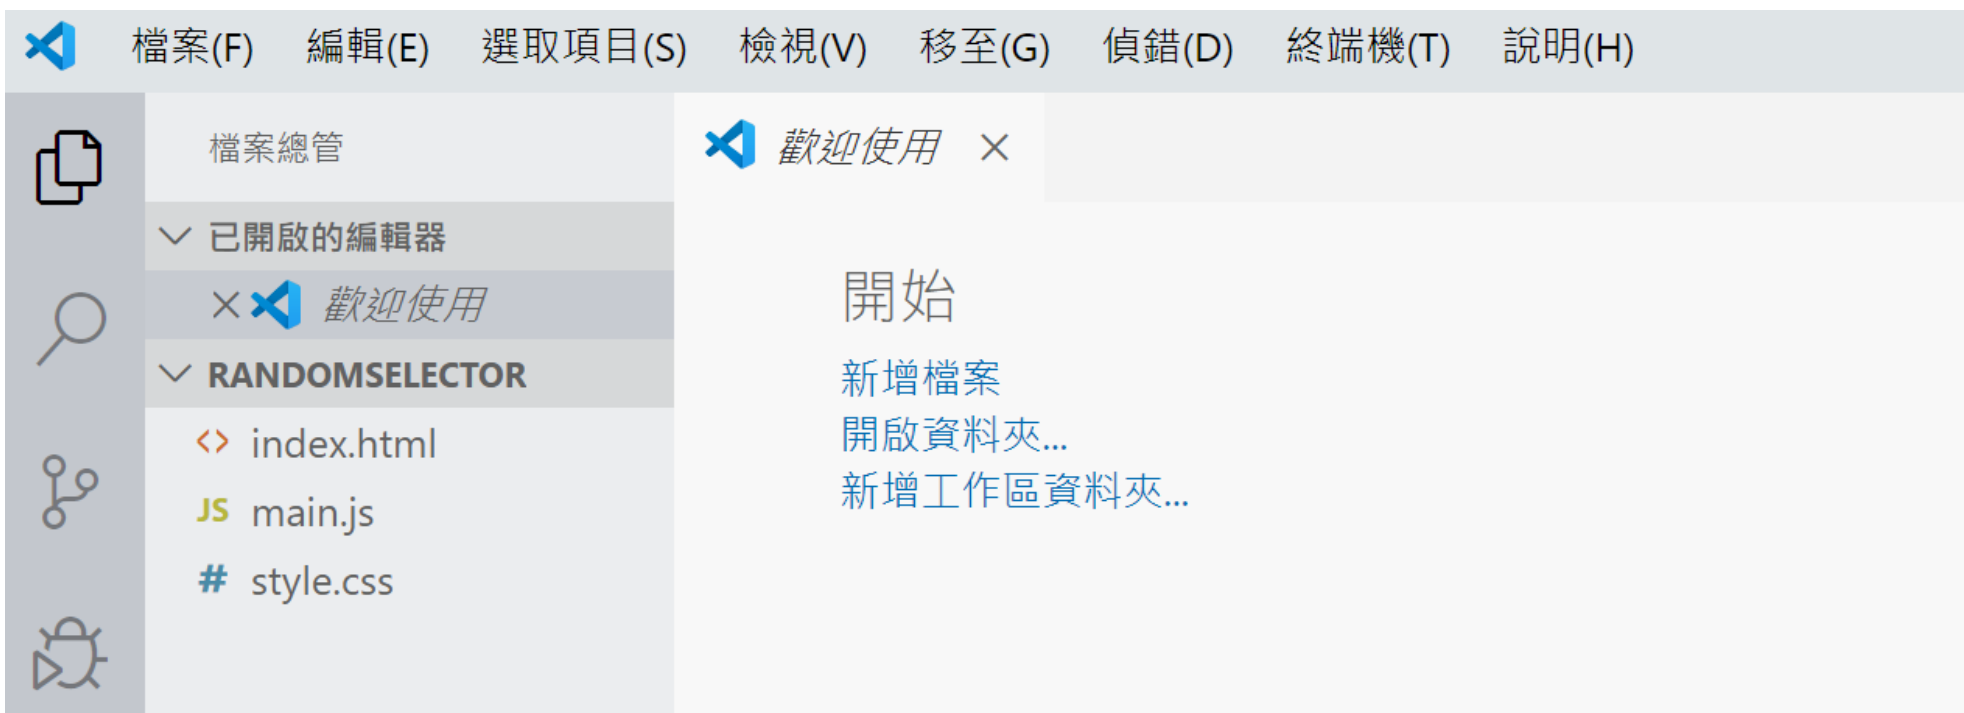 檔案(F) 編輯(E) 選取項目(S) 檢視(V) 移至(G) 偵錯(D) 終端機(T) 說明(H)
檔案總管
已開啟的編輯器
歡迎使用
RANDOMSELECTOR
index.html
JS main.js
# style.css
歡迎使用
開始
新增檔案
開啟資料夾...
新增工作區資料夾...